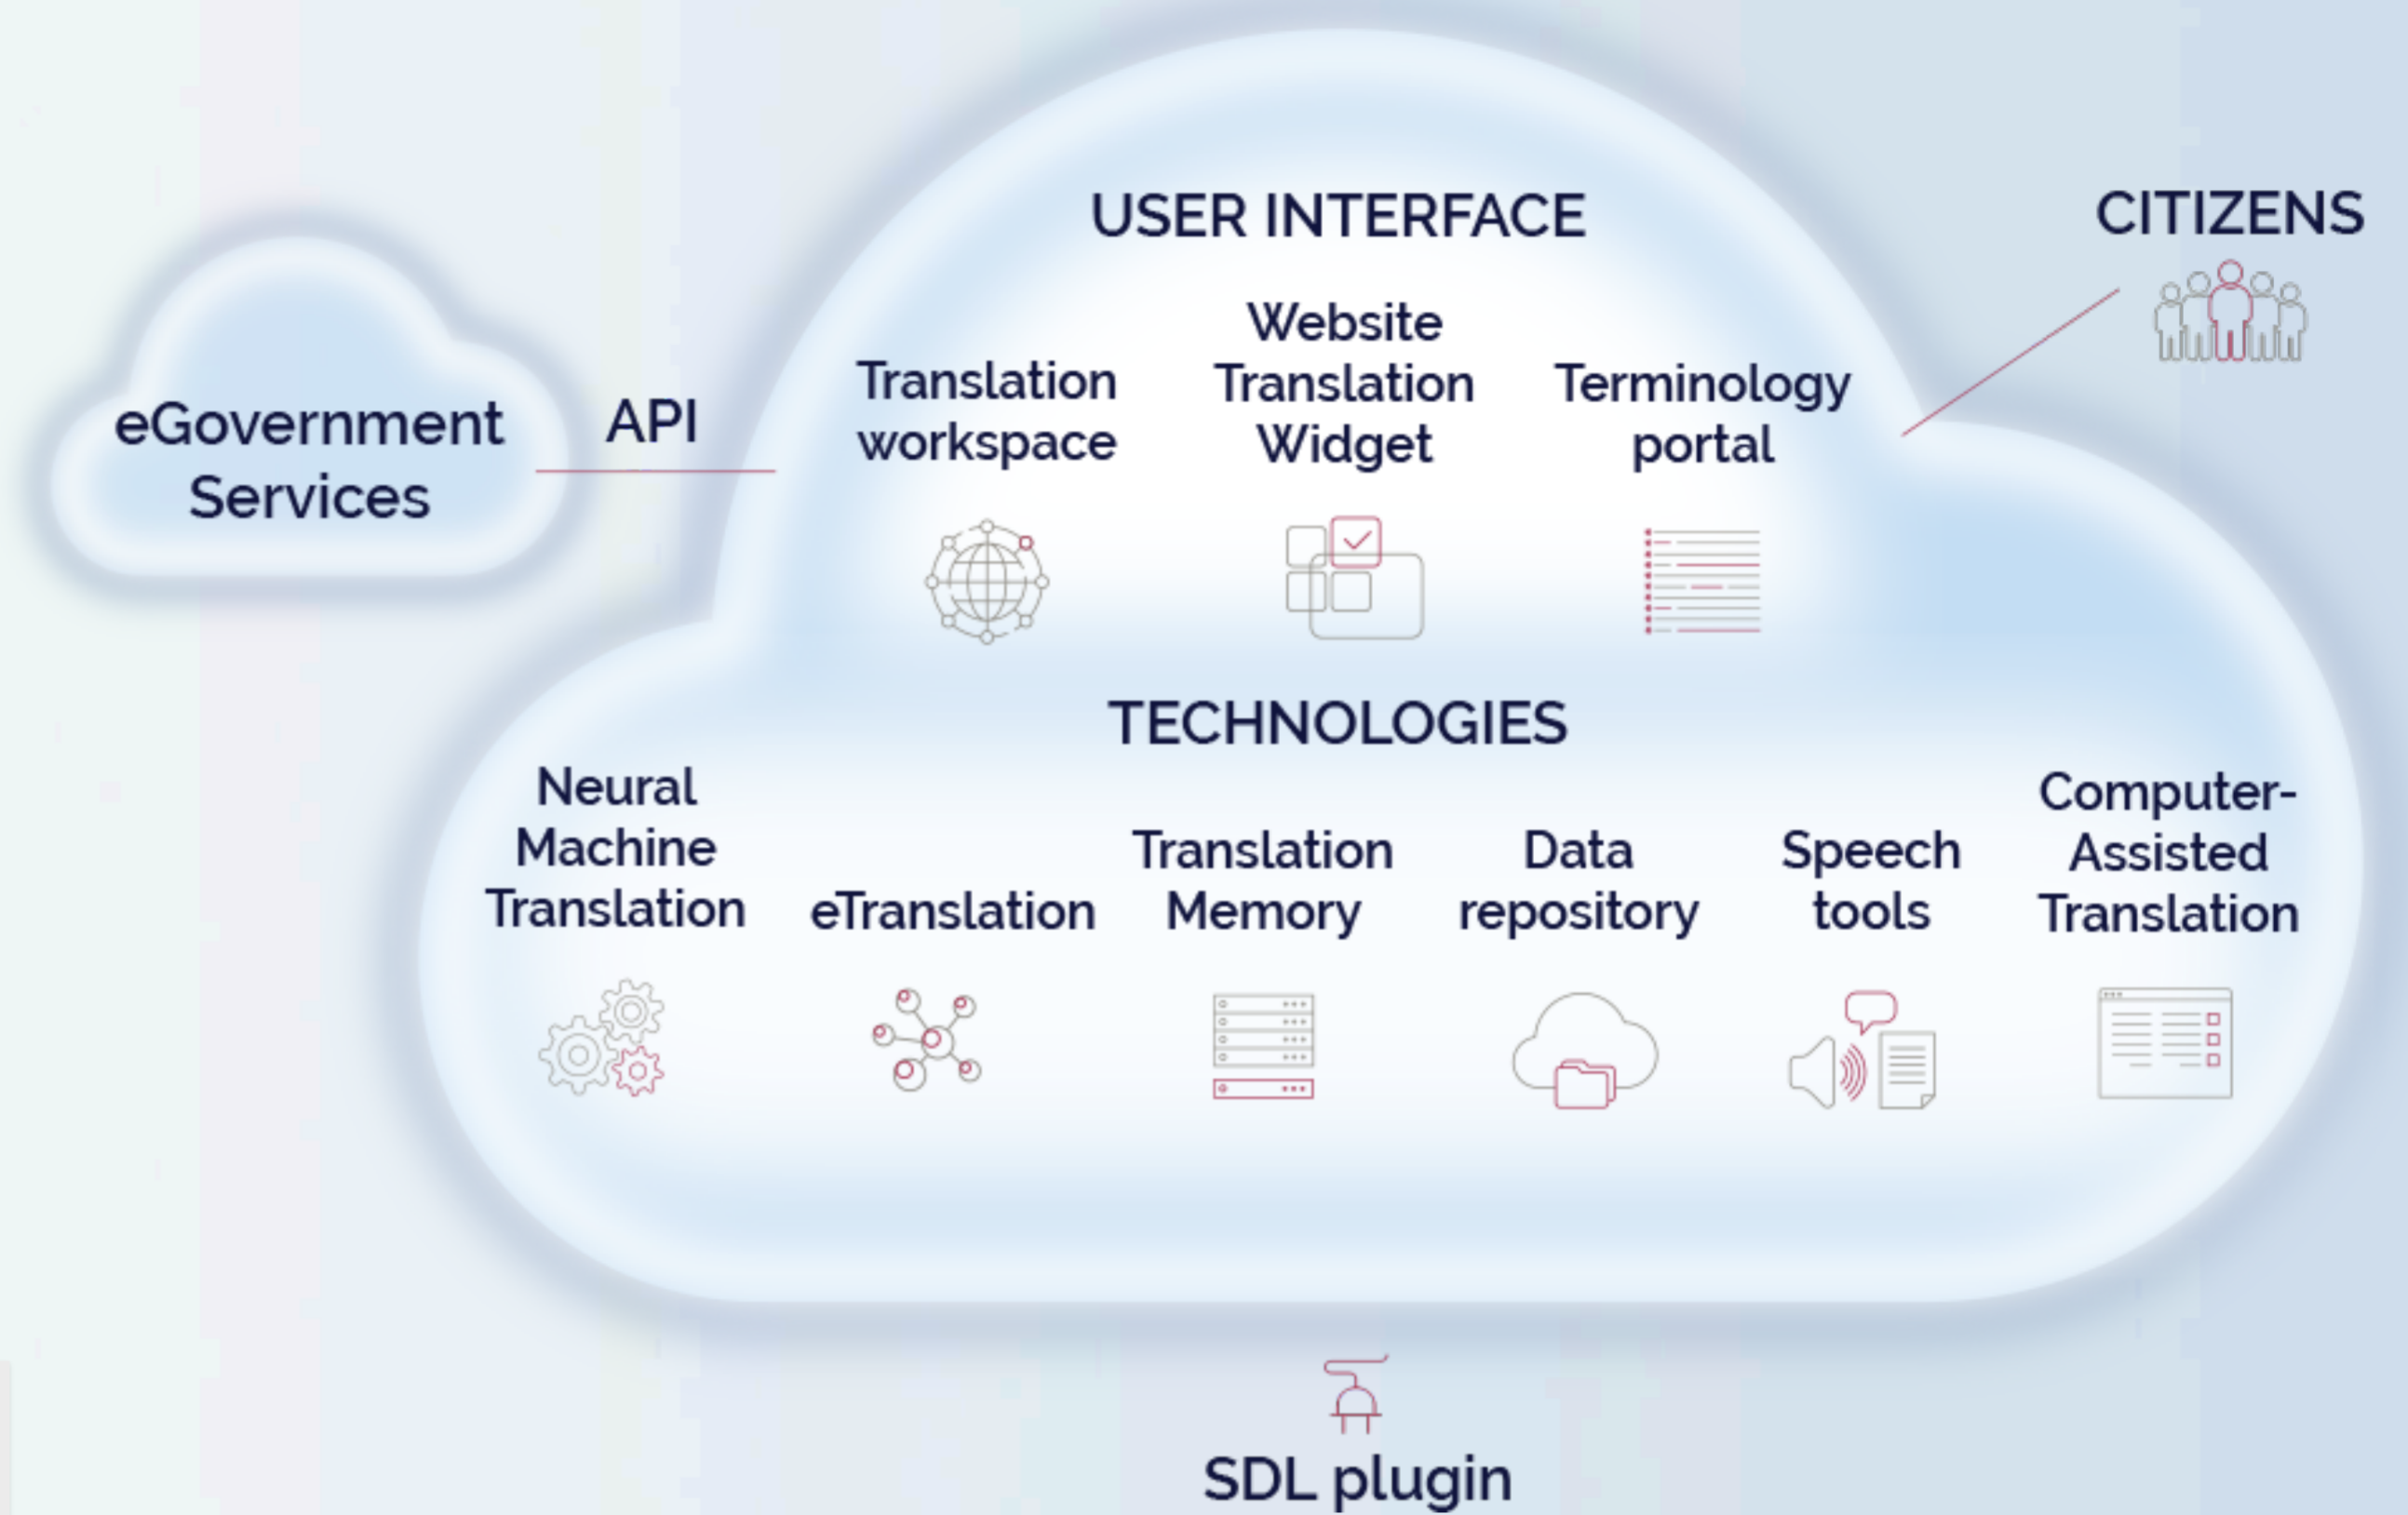 USER INTERFACE
CITIZENS
eGovernment
Services
API
Translation
workspace
Website
Translation
Widget
Terminology
portal
TECHNOLOGIES
Neural
Machine
Translation
eTranslation
Translation
Memory
Data
repository
Speech
tools
Computer-
Assisted
Translation
SDL plugin